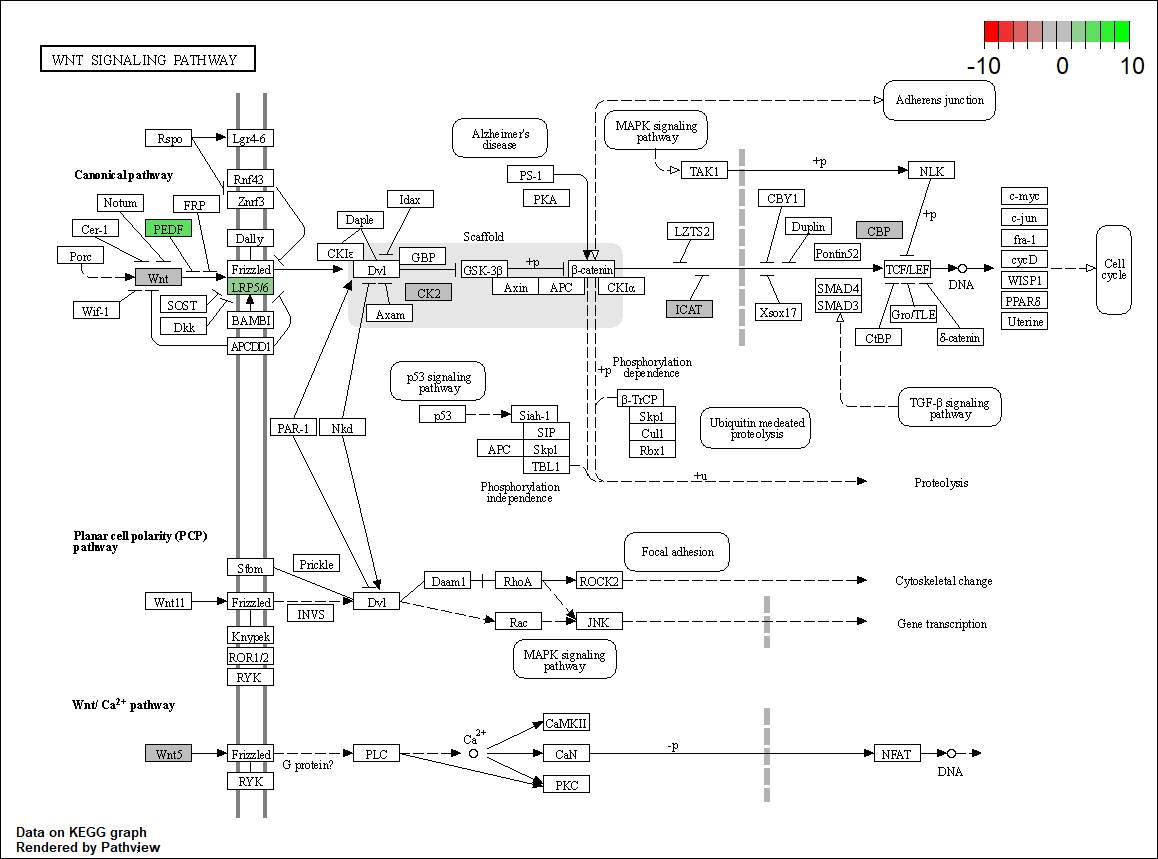 WNT SIGNALING PATHWAY
-10 0 10
Adherens junction
Rspo
Lgr4-6
Alzheimer's
disease
MAPK signaling
pathway
+p
Canonical pathway
Rnf43
PS-1
TAK1
NLK
Notum
FRP
Znrf3
Idax
PKA
CBY1
c-myc
Cer-1
PEDF
Daple
+p
c-jun
Dally
Scaffold
LZTS2
Duplin
CBP
fra-1
Porc
CKIε
GBP
Pontin52
cycD
Wnt
Frizzled
Dvl
GSK-3β
+p
β-catenin
TCF/LEF
DNA
Cell
cycle
LRP5/6
CK2
Axin
APC
CKIα
SMAD4
WISP1
Wif-1
SOST
Axam
ICAT
Xsox17
SMAD3
Gro/TLE
PPARδ
Dkk
BAMBI
Uterine
APCDD1
CtBP
δ-catenin
p53 signaling
pathway
+p
Phosphorylation
dependence
TGF-β signaling
pathway
β-TrCP
PAR-1
Nkd
p53
Siah-1
Skp1
Ubiquitin medeated
proteolysis
SIP
Cul1
APC
Skp1
Rbx1
TBL1
+u
Proteolysis
Phosphorylation
independence
Planar cell polarity (PCP)
pathway
Focal adhesion
Stbm
Prickle
Daam1
RhoA
ROCK2
Cytoskeletal change
Wnt11
Frizzled
INVS
Dvl
Rac
JNK
Gene transcription
Knypek
ROR1/2
MAPK signaling
pathway
RYK
Wnt/ Ca2+ pathway
CaMKII
Ca2+
Wnt5
Frizzled
G protein?
PLC
CaN
-p
NFAT
DNA
RYK
PKC
Data on KEGG graph
Rendered by Pathview